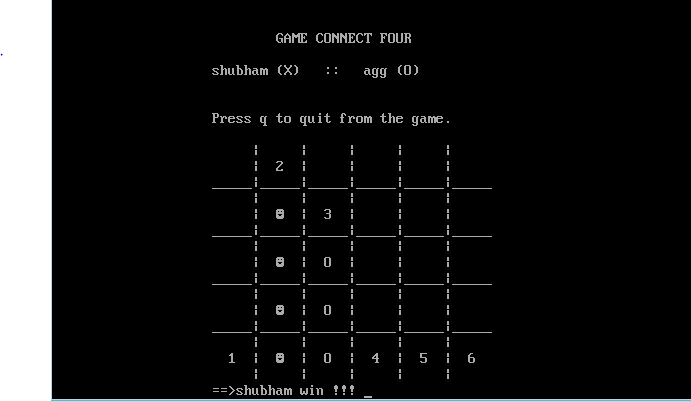 GAME CONNECT FOUR
shubham (X) :: agg (O)
Press q to quit from the game.
2
3
O
O
1 O 4 5 6
==>shubham win !!! _